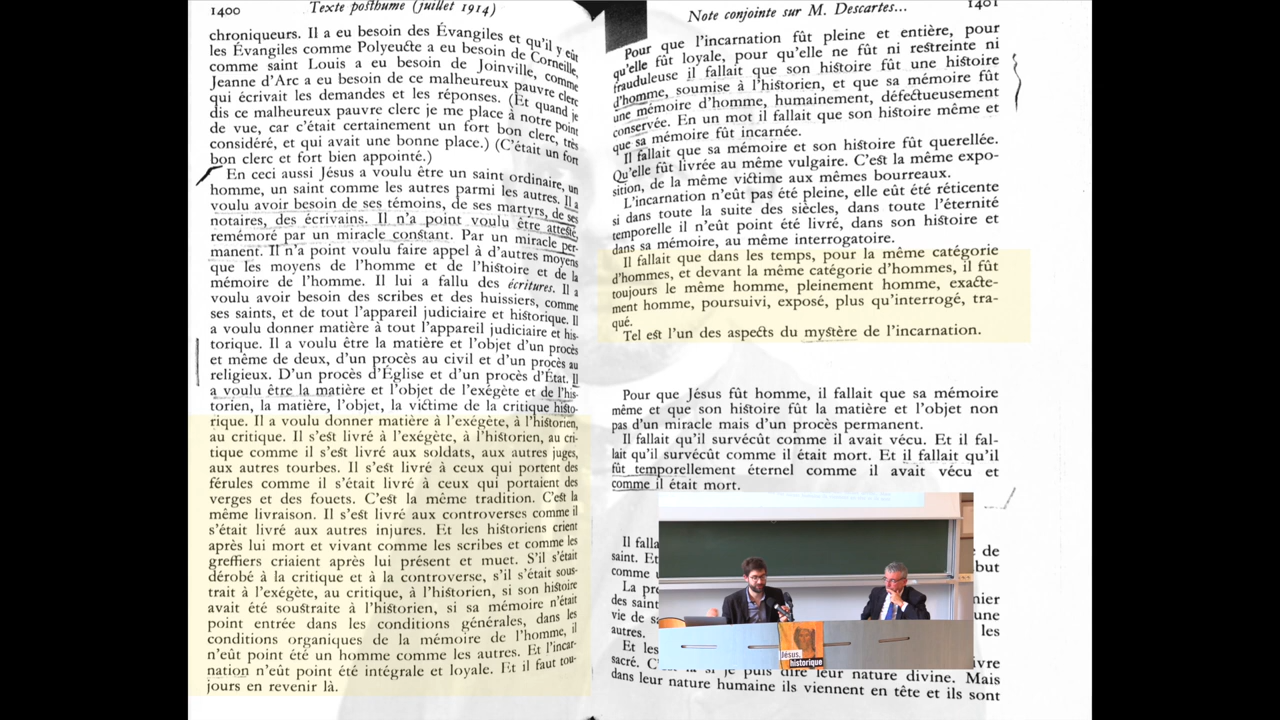 1400
Texte posthume (juillet 1914)
chroniqueurs. Il a eu besoin des Évangiles et qu'il y eût
les Évangiles comme Polyeucte a eu besoin de Corneille,
comme saint Louis a eu besoin de Joinville, comme
Jeanne d'Arc a eu besoin de ce malheureux pauvre clerc
qui écrivait les demandes et les réponses. (Et quand je
dis ce malheureux pauvre clerc je me place à notre point
de vue, car c'était certainement un fort bon clerc, très
considéré, et qui avait une bonne place.) (C'était un fort
bon clerc et fort bien appointé.)
En ceci aussi Jésus a voulu être un saint ordinaire, un
homme, un saint comme les autres parmi les autres. Il a
voulu avoir besoin de ses témoins, de ses martyrs, de ses
notaires, des écrivains. Il n'a point voulu être attesté,
remémoré par un miracle constant. Par un miracle per-
manent. Il n'a point voulu faire appel à d'autres moyens
que les moyens de l'homme et de l'histoire et de la
mémoire de l'homme. Il lui a fallu des écritures. Il a
voulu avoir besoin des scribes et des huissiers, comme
ses saints, et de tout l'appareil judiciaire et historique. Il
a voulu donner matière à tout l'appareil judiciaire et his-
torique. Il a voulu être la matière et l'objet d'un procès
et même de deux, d'un procès au civil et d'un procès au
religieux. D'un procès d'Église et d'un procès d'État. Il
a voulu être la matière et l'objet de l'exégète et de l'his-
torien, la matière, l'objet, la victime de la critique histo-
rique. Il a voulu donner matière à l'exégète, à l'historien,
au critique. Il s'est livré à l'exégète, à l'historien, au cri-
tique comme il s'est livré aux soldats, aux autres juges,
aux autres tourbes. Il s'est livré à ceux qui portent des
férules comme il s'était livré à ceux qui portaient des
verges et des fouets. C'est la même tradition. C'est la
même livraison. Il s'est livré aux controverses comme il
s'était livré aux autres injures. Et les historiens crient
après lui mort et vivant comme les scribes et comme les
greffiers criaient après lui présent et muet. S'il s'était
dérobé à la critique et à la controverse, s'il s'était sous-
trait à l'exégète, au critique, à l'historien, si son histoire
avait été soustraite à l'historien, si sa mémoire n'était
point entrée dans les conditions générales, dans les
conditions organiques de la mémoire de l'homme, il
n'eût point été un homme comme les autres. Et l'incar-
nation n'eût point été intégrale et loyale. Et il faut tou-
jours en revenir là.
Note conjointe sur M. Descartes...
1401
Pour que l'incarnation fût pleine et entière, pour
qu'elle fût loyale, pour qu'elle ne fût ni restreinte ni
frauduleuse il fallait que son histoire fût une histoire
d'homme, soumise à l'historien, et que sa mémoire fût
une mémoire d'homme, humainement, défectueusement
conservée. En un mot il fallait que son histoire même et
que sa mémoire fût incarnée.
Il fallait que sa mémoire et son histoire fût querellée.
Qu'elle fût livrée au même vulgaire. C'est la même expo-
sition, de la même victime aux mêmes bourreaux.
L'incarnation n'eût pas été pleine, elle eût été réticente
si dans toute la suite des siècles, dans toute l'éternité
temporelle il n'eût point été livré, dans son histoire et
dans sa mémoire, au même interrogatoire.
Il fallait que dans les temps, pour la même catégorie
d'hommes, et devant la même catégorie d'hommes, il fût
toujours le même homme, pleinement homme, exacte-
ment homme, poursuivi, exposé, plus qu'interrogé, tra-
qué.
Tel est l'un des aspects du mystère de l'incarnation.
Pour que Jésus fût homme, il fallait que sa mémoire
même et que son histoire fût la matière et l'objet non
pas d'un miracle mais d'un procès permanent.
Il fallait qu'il survécût comme il avait vécu. Et il fal-
lait qu'il survécût comme il était mort. Et il fallait qu'il
fût temporellement éternel comme il avait vécu et
comme il était mort.
Il falla
saint. Et de
comme but
La pr nier
des saint une
vie de s les
autres.
Et les ivre
sacré. C' si je puis dire leur nature divine. Mais
dans leur nature humaine ils viennent en tête et ils sont
Jésus,
historique